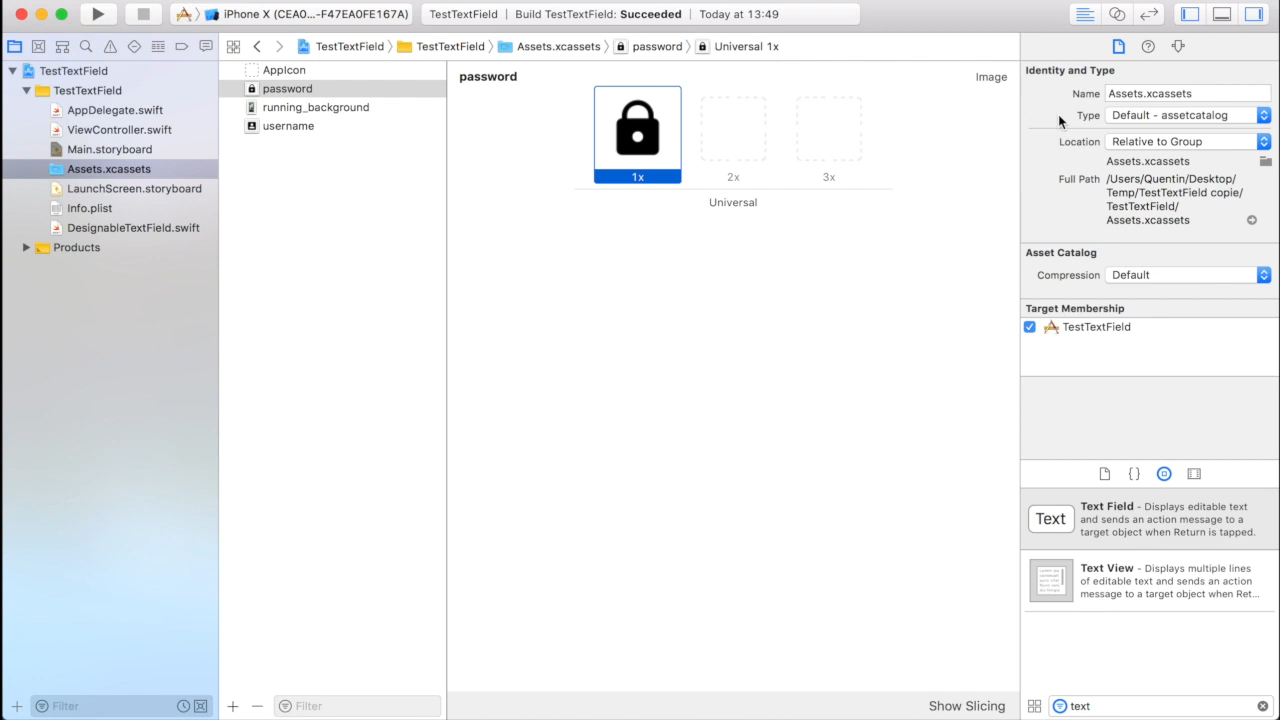 iPhone X (CEA0...-F47EA0FE167A)
TestTextField | Build TestTextField: Succeeded | Today at 13:49
TestTextField
TestTextField
AppDelegate.swift
ViewController.swift
Main.storyboard
Assets.xcassets
LaunchScreen.storyboard
Info.plist
DesignableTextField.swift
Products
Filter
TestTextField
TestTextField
Assets.xcassets
password
Universal 1x
AppIcon
password
running_background
username
Filter
password
Image
1x
2x
3x
Universal
Show Slicing
Identity and Type
Name Assets.xcassets
Type Default - assetcatalog
Location Relative to Group
Assets.xcassets
Full Path /Users/Quentin/Desktop/
Temp/TestTextField copie/
TestTextField/
Assets.xcassets
Asset Catalog
Compression Default
Target Membership
TestTextField
{ }
Text
Text Field - Displays editable text
and sends an action message to a
target object when Return is tapped.
Text View - Displays multiple lines
of editable text and sends an action
message to a target object when Ret...
text